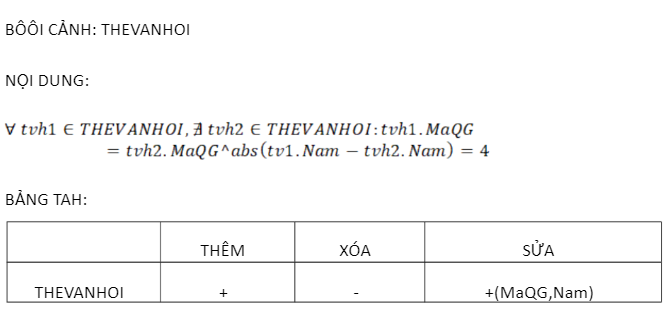 BÔÔI CẢNH: THEVANHOI
NỌI DUNG:
∀ tvh1 ∈ THEVANHOI, ∄ tvh2 ∈ THEVANHOI: tvh1.MaQG
= tvh2.MaQG^abs(tv1.Nam − tvh2.Nam) = 4
BẢNG TAH:
THÊM XÓA SỬA
THEVANHOI + - +(MaQG,Nam)